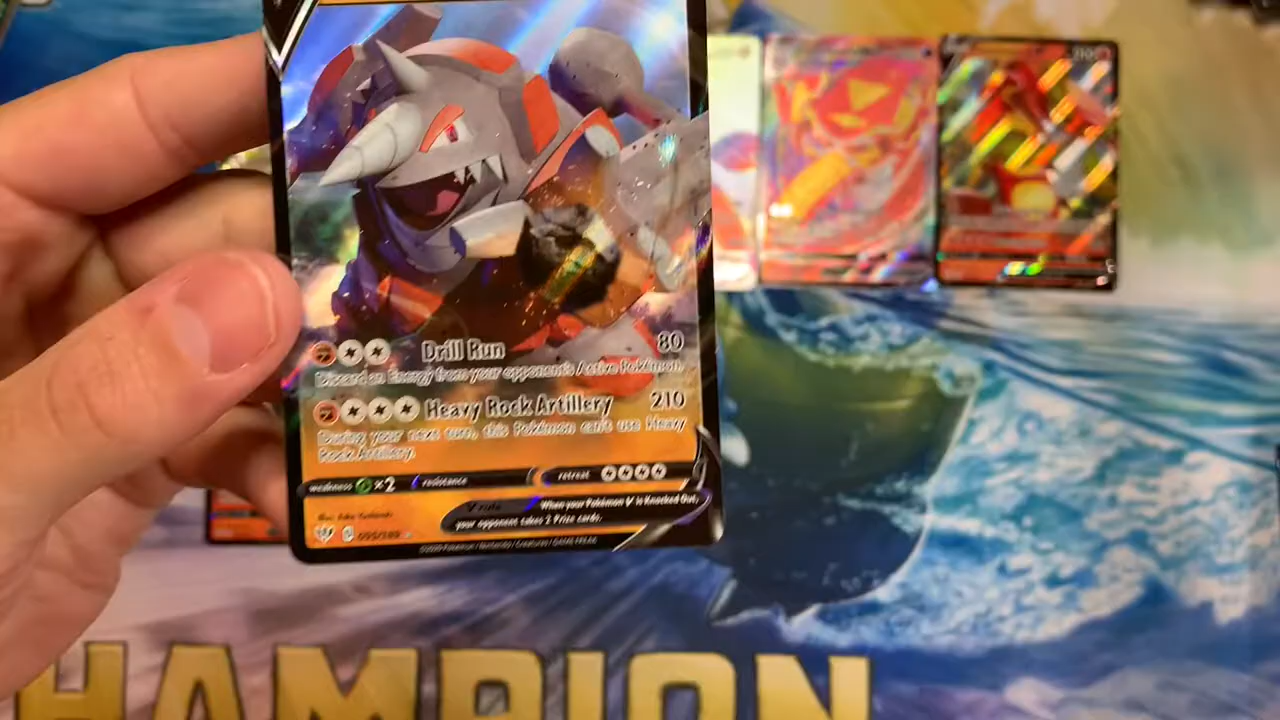 Drill Run 80
Discard an Energy from your opponent's Active Pokémon.
Heavy Rock Artillery 210
During your next turn, this Pokémon can't use Heavy
Rock Artillery.
weakness ×2 resistance retreat
V rule When your Pokémon V is Knocked Out,
your opponent takes 2 Prize cards.
095/189
©2020 Pokémon / Nintendo / Creatures / GAME FREAK
HAMPION